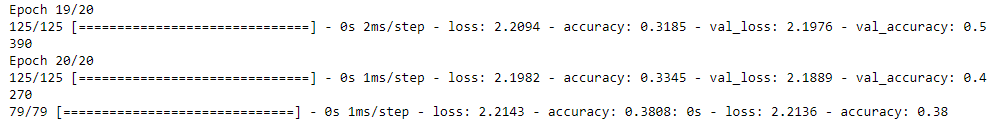 Epoch 19/20
125/125 [==============================] - 0s 2ms/step - loss: 2.2094 - accuracy: 0.3185 - val_loss: 2.1976 - val_accuracy: 0.5
390
Epoch 20/20
125/125 [==============================] - 0s 1ms/step - loss: 2.1982 - accuracy: 0.3345 - val_loss: 2.1889 - val_accuracy: 0.4
270
79/79 [==============================] - 0s 1ms/step - loss: 2.2143 - accuracy: 0.3808: 0s - loss: 2.2136 - accuracy: 0.38